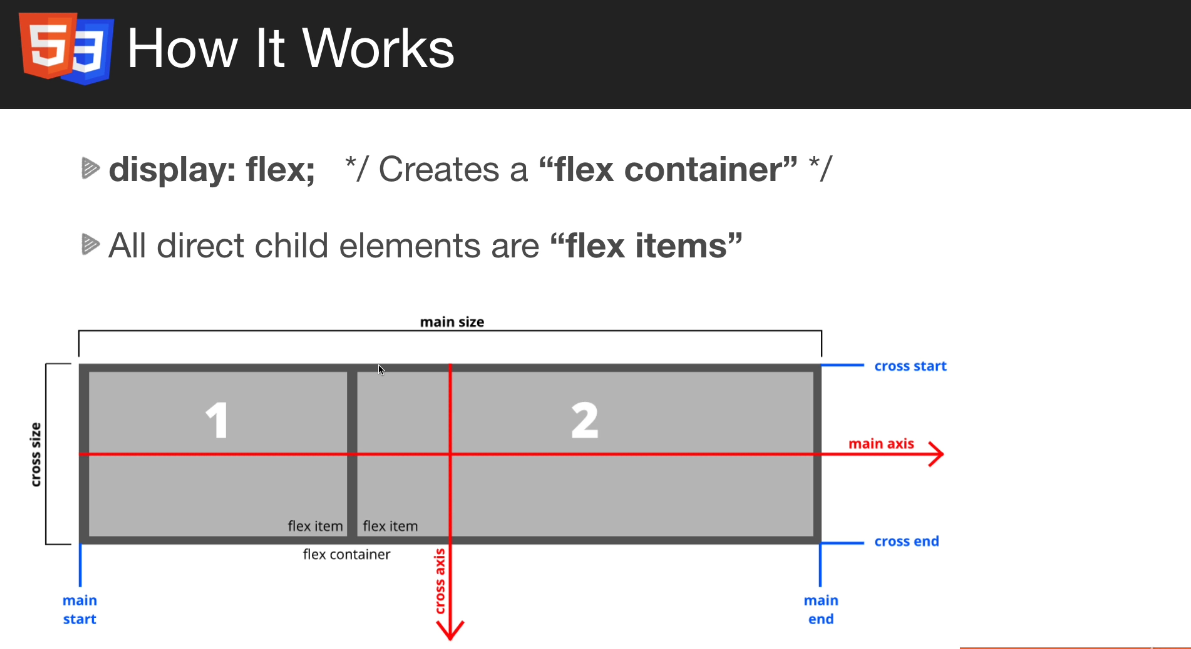 5 3 How It Works
display: flex; */ Creates a “flex container” */
All direct child elements are “flex items”
main size
cross start
1 2
cross size
main axis
flex item flex item
cross end
flex container
cross axis
main
start
main
end